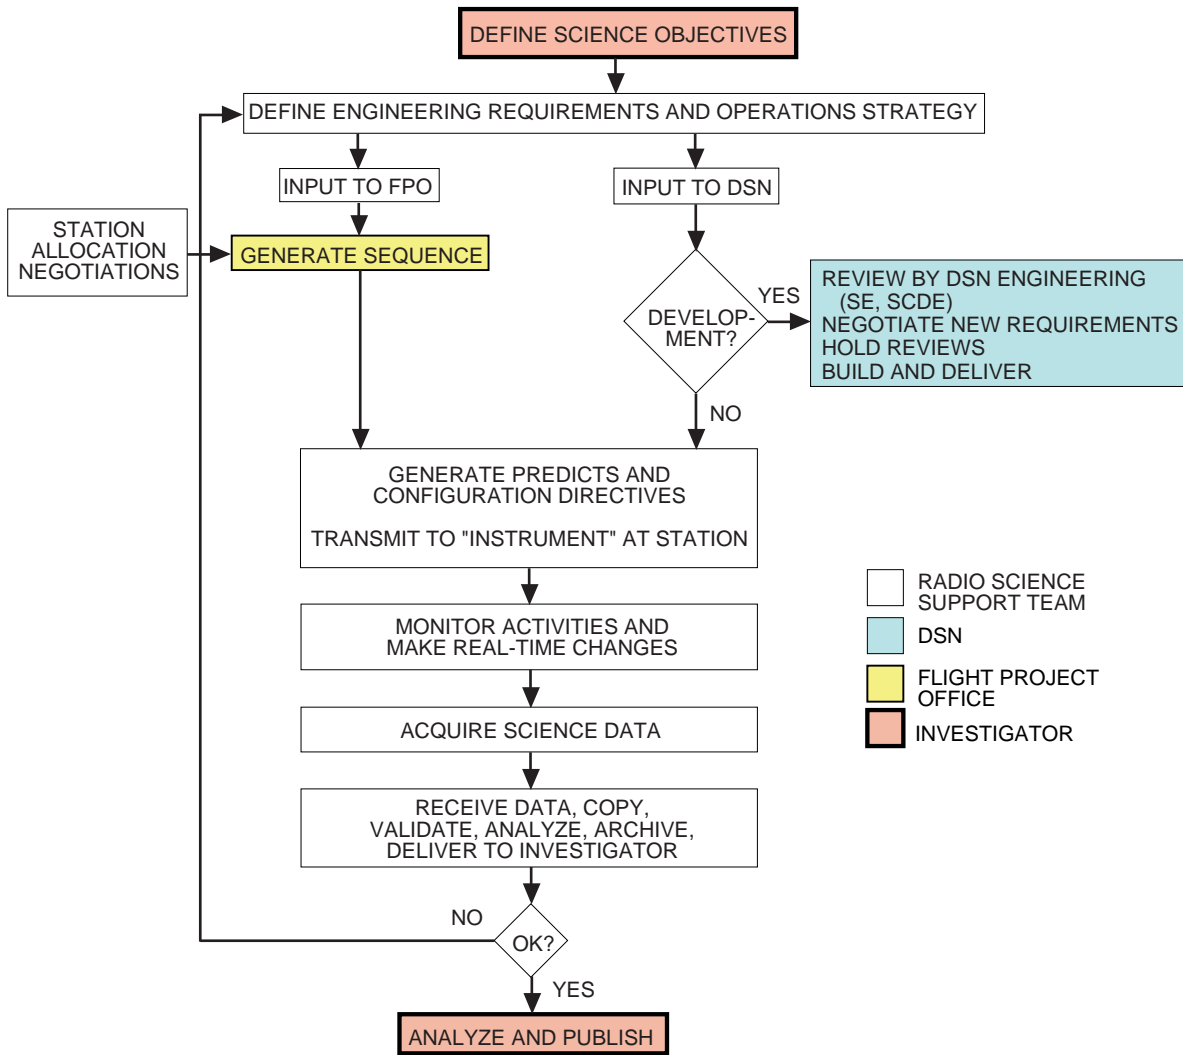 DEFINE SCIENCE OBJECTIVES
DEFINE ENGINEERING REQUIREMENTS AND OPERATIONS STRATEGY
INPUT TO FPO
INPUT TO DSN
STATION
ALLOCATION
NEGOTIATIONS
GENERATE SEQUENCE
DEVELOP-
MENT?
YES
REVIEW BY DSN ENGINEERING
(SE, SCDE)
NEGOTIATE NEW REQUIREMENTS
HOLD REVIEWS
BUILD AND DELIVER
NO
GENERATE PREDICTS AND
CONFIGURATION DIRECTIVES
TRANSMIT TO "INSTRUMENT" AT STATION
MONITOR ACTIVITIES AND
MAKE REAL-TIME CHANGES
ACQUIRE SCIENCE DATA
RECEIVE DATA, COPY,
VALIDATE, ANALYZE, ARCHIVE,
DELIVER TO INVESTIGATOR
NO
OK?
YES
ANALYZE AND PUBLISH
RADIO SCIENCE
SUPPORT TEAM
DSN
FLIGHT PROJECT
OFFICE
INVESTIGATOR